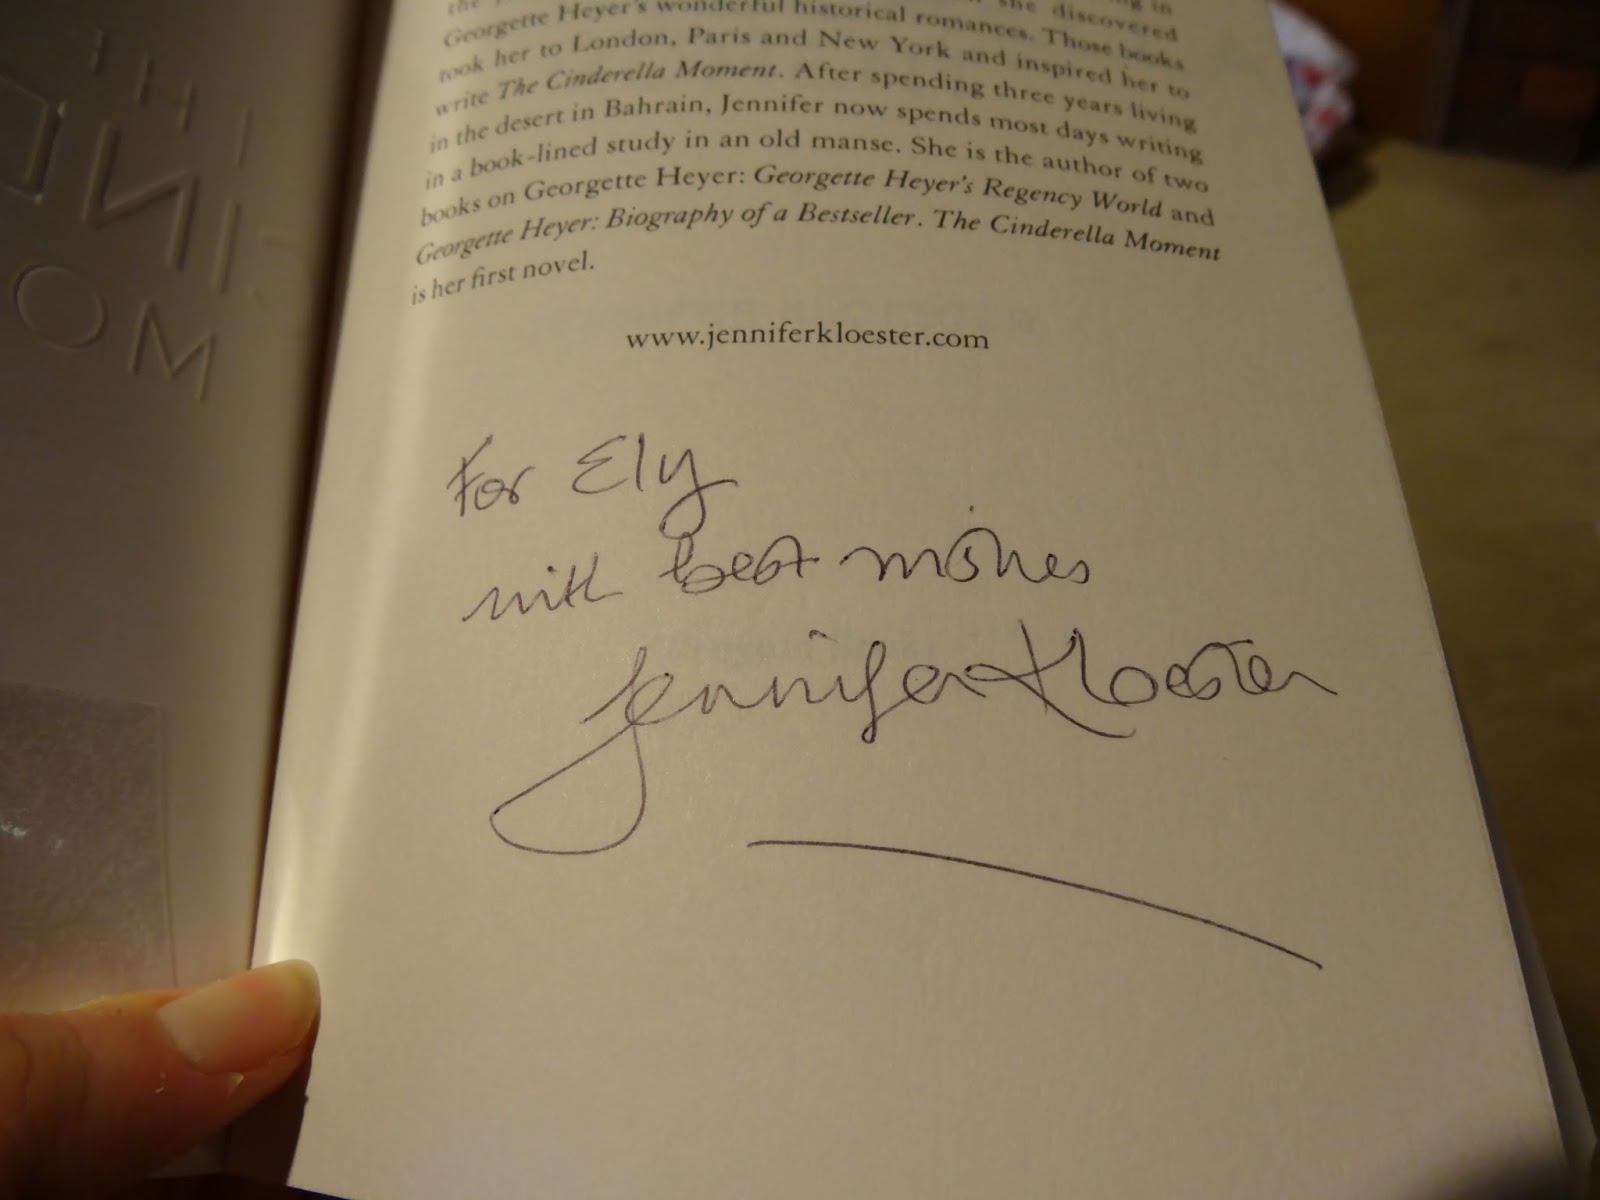 the she discovered in
Georgette Heyer's wonderful historical romances. Those books
took her to London, Paris and New York and inspired her to
write The Cinderella Moment. After spending three years living
in the desert in Bahrain, Jennifer now spends most days writing
in a book-lined study in an old manse. She is the author of two
books on Georgette Heyer: Georgette Heyer's Regency World and
Georgette Heyer: Biography of a Bestseller. The Cinderella Moment
is her first novel.
www.jenniferkloester.com
For Ely
with best wishes
Jennifer Kloester